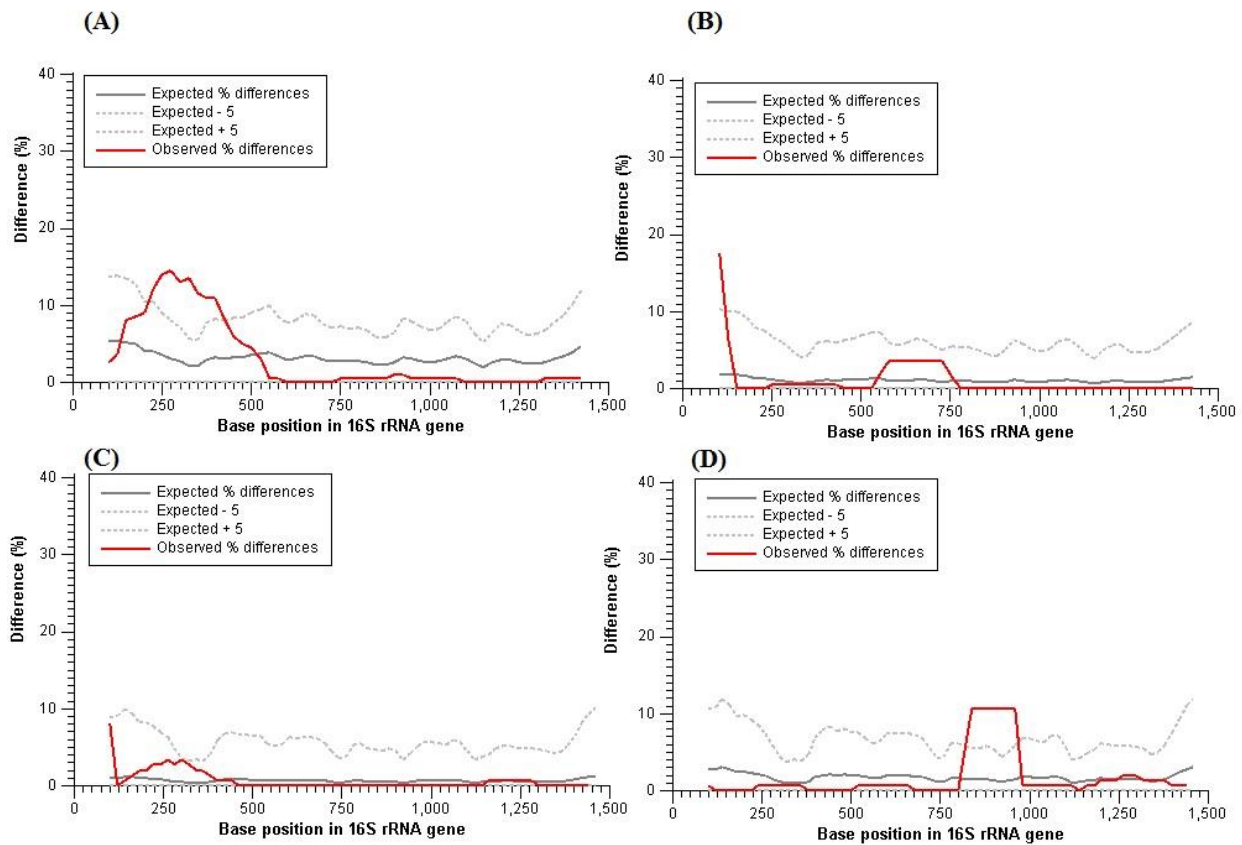 (A)
40
30
20
10
0
Difference (%)
Expected % differences
Expected - 5
Expected + 5
Observed % differences
0
250
500
750
1,000
1,250
1,500
Base position in 16S rRNA gene
(B)
40
30
20
10
0
Difference (%)
Expected % differences
Expected - 5
Expected + 5
Observed % differences
0
250
500
750
1,000
1,250
1,500
Base position in 16S rRNA gene
(C)
40
30
20
10
0
Difference (%)
Expected % differences
Expected - 5
Expected + 5
Observed % differences
0
250
500
750
1,000
1,250
1,500
Base position in 16S rRNA gene
(D)
40
30
20
10
0
Difference (%)
Expected % differences
Expected - 5
Expected + 5
Observed % differences
0
250
500
750
1,000
1,250
1,500
Base position in 16S rRNA gene